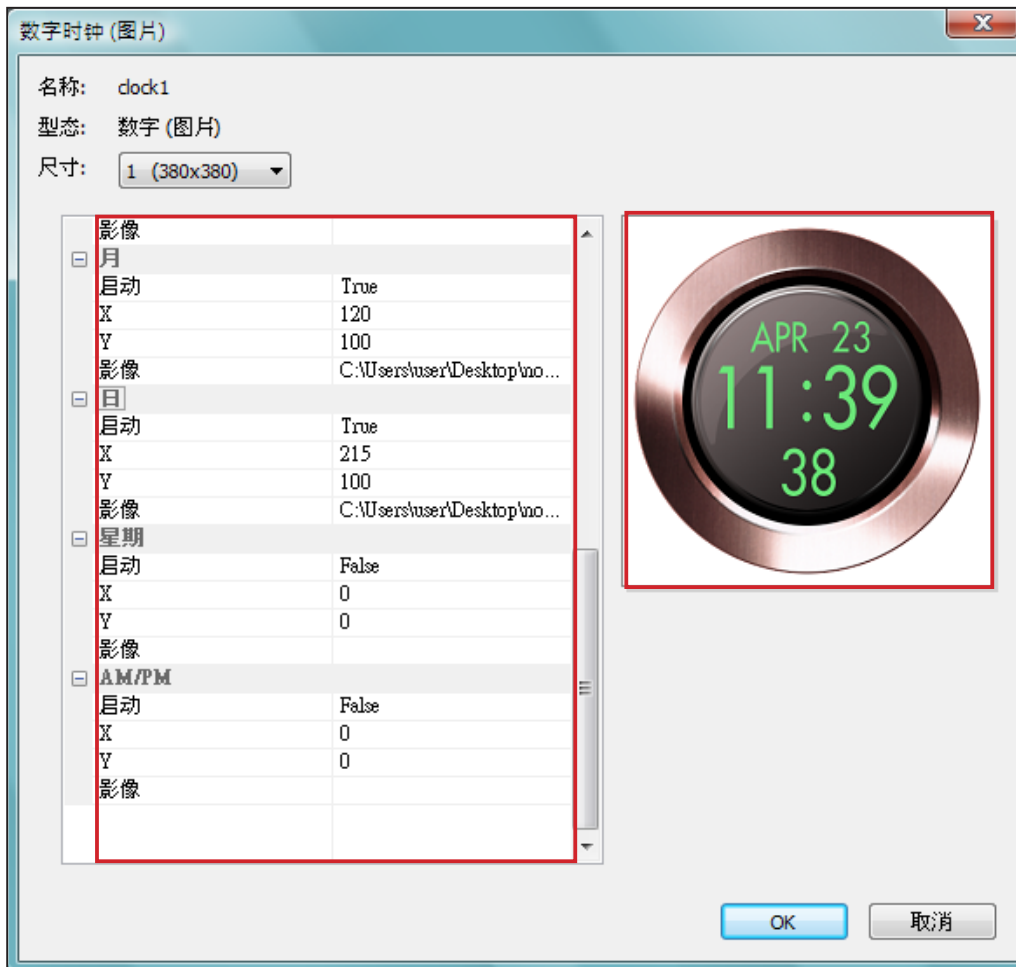 数字时钟 (图片)
名称: clock1
型态: 数字 (图片)
尺寸: 1 (380x380)
影像
月
启动 True
X 120
Y 100
影像 C:\Users\user\Desktop\no...
日
启动 True
X 215
Y 100
影像 C:\Users\user\Desktop\no...
星期
启动 False
X 0
Y 0
影像
AM/PM
启动 False
X 0
Y 0
影像
APR 23
11:39
38
OK 取消